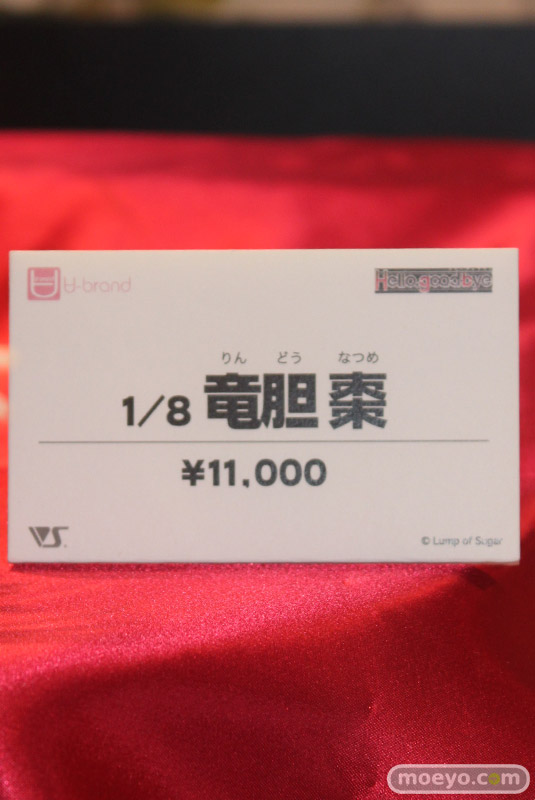 U-brand
Hello,good-bye
りん どう なつめ
1/8 竜胆 棗
¥11,000
VS.
© Lump of Sugar
moeyo.com